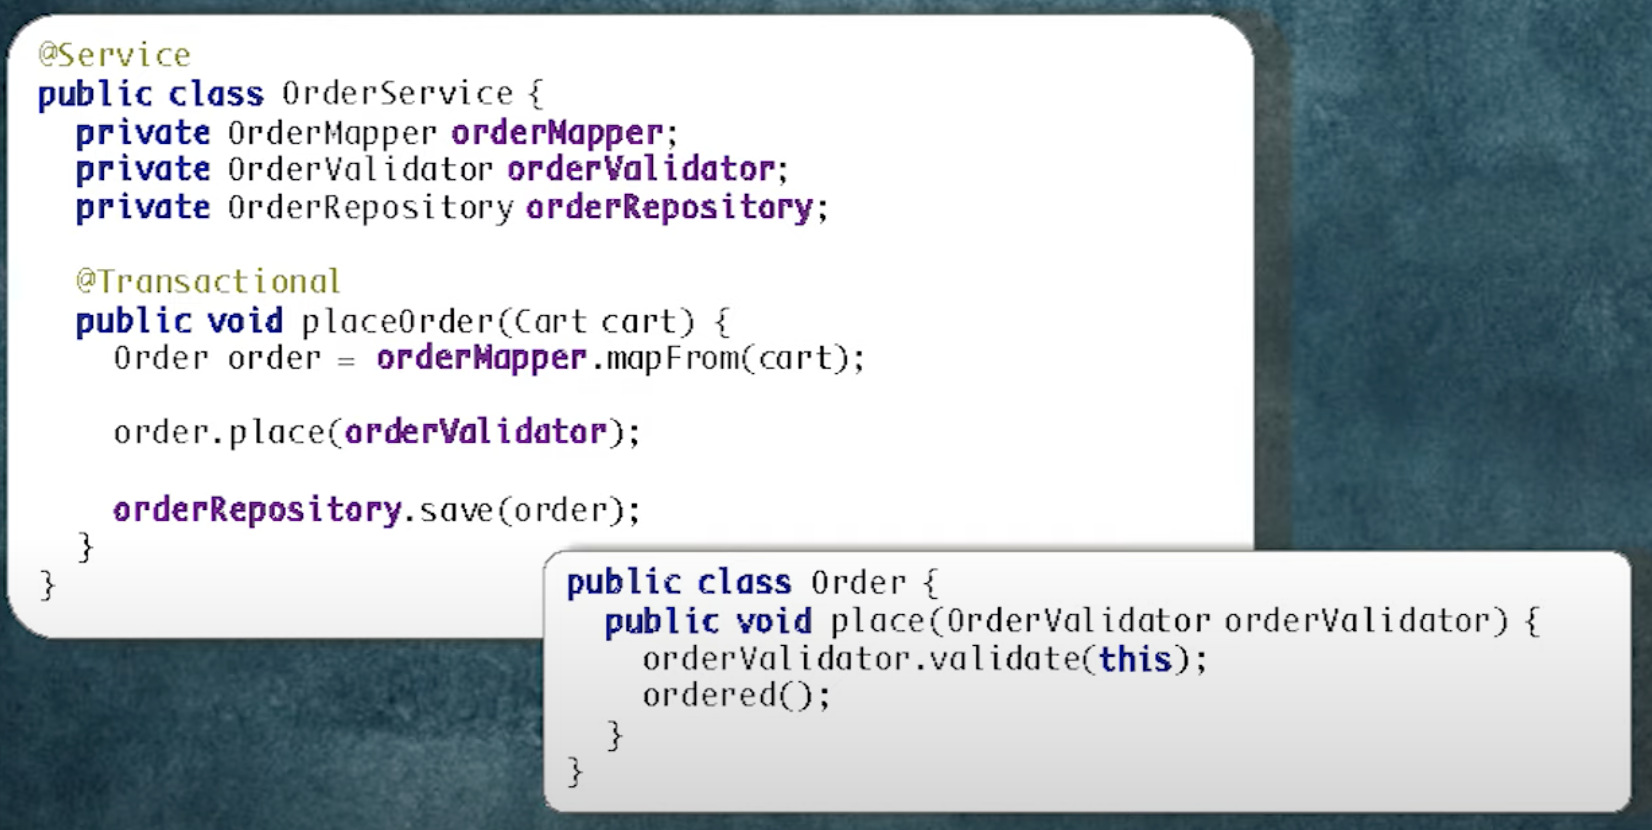 @Service
public class OrderService {
private OrderMapper orderMapper;
private OrderValidator orderValidator;
private OrderRepository orderRepository;
@Transactional
public void placeOrder(Cart cart) {
Order order = orderMapper.mapFrom(cart);
order.place(orderValidator);
orderRepository.save(order);
}
}
public class Order {
public void place(OrderValidator orderValidator) {
orderValidator.validate(this);
ordered();
}
}